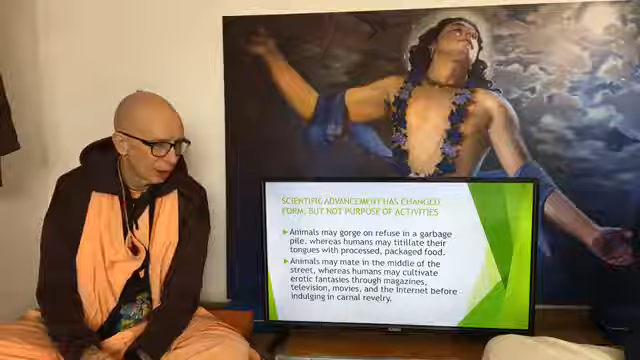 SCIENTIFIC ADVANCEMENT HAS CHANGED
FORM, BUT NOT PURPOSE OF ACTIVITIES
Animals may gorge on refuse in a garbage
pile, whereas humans may titillate their
tongues with processed, packaged food.
Animals may mate in the middle of the
street, whereas humans may cultivate
erotic fantasies through magazines,
television, movies, and the Internet before
indulging in carnal revelry.